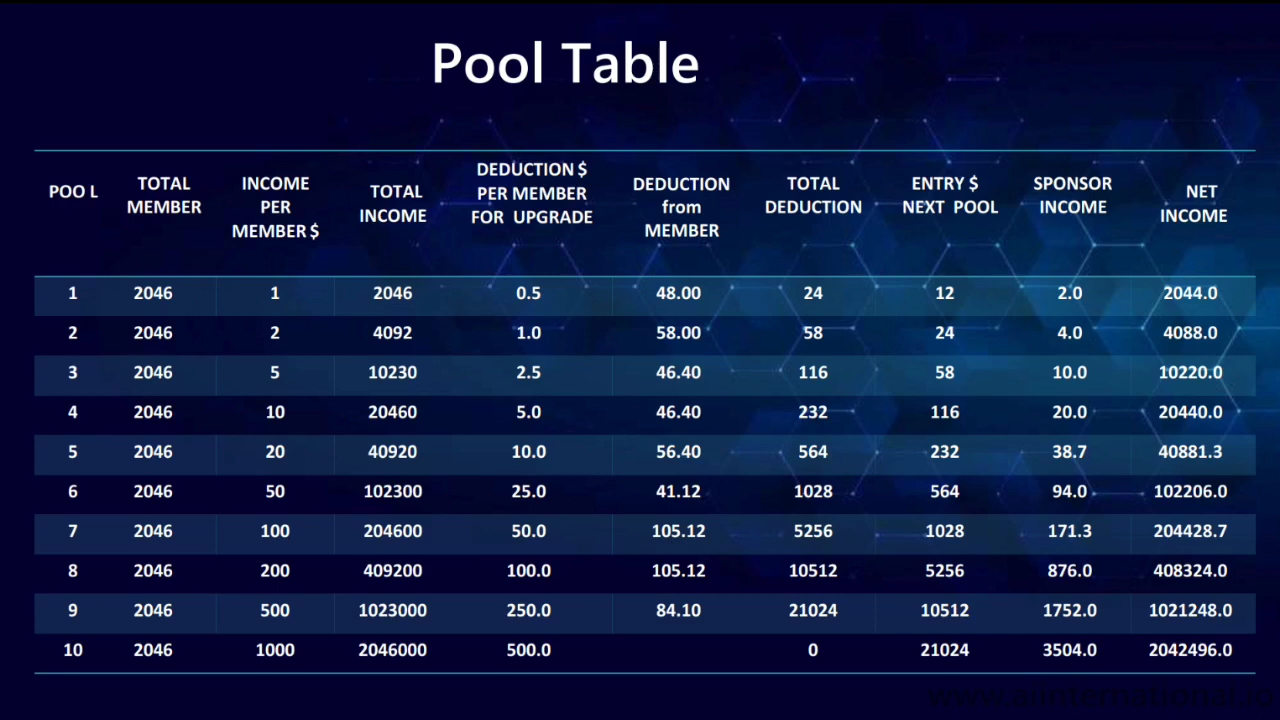 Pool Table
POO L TOTAL MEMBER INCOME PER MEMBER $ TOTAL INCOME DEDUCTION $ PER MEMBER FOR UPGRADE DEDUCTION from MEMBER TOTAL DEDUCTION ENTRY $ NEXT POOL SPONSOR INCOME NET INCOME
1 2046 1 2046 0.5 48.00 24 12 2.0 2044.0
2 2046 2 4092 1.0 58.00 58 24 4.0 4088.0
3 2046 5 10230 2.5 46.40 116 58 10.0 10220.0
4 2046 10 20460 5.0 46.40 232 116 20.0 20440.0
5 2046 20 40920 10.0 56.40 564 232 38.7 40881.3
6 2046 50 102300 25.0 41.12 1028 564 94.0 102206.0
7 2046 100 204600 50.0 105.12 5256 1028 171.3 204428.7
8 2046 200 409200 100.0 105.12 10512 5256 876.0 408324.0
9 2046 500 1023000 250.0 84.10 21024 10512 1752.0 1021248.0
10 2046 1000 2046000 500.0 0 21024 3504.0 2042496.0